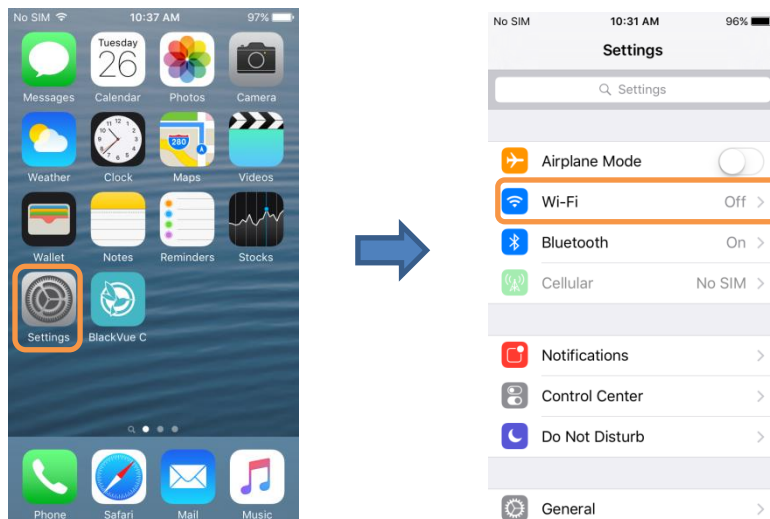 No SIM 10:37 AM 97%
Tuesday
26
Messages Calendar Photos Camera
12
280
Weather Clock Maps Videos
Wallet Notes Reminders Stocks
Settings BlackVue C
Phone Safari Mail Music
No SIM 10:31 AM 96%
Settings
Settings
Airplane Mode
Wi-Fi Off
Bluetooth On
Cellular No SIM
Notifications
Control Center
Do Not Disturb
General